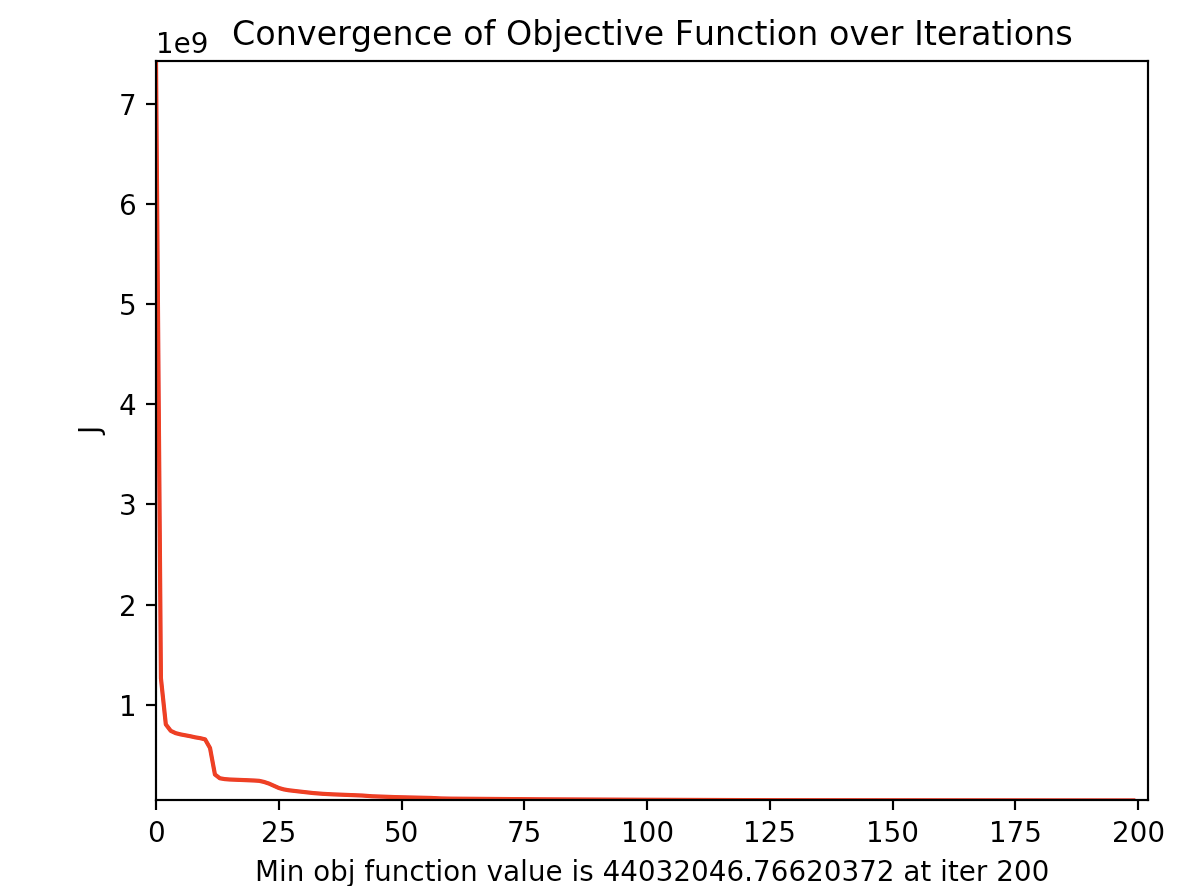 Convergence of Objective Function over Iterations
1e9
7
6
5
4
3
2
1
J
0 25 50 75 100 125 150 175 200
Min obj function value is 44032046.76620372 at iter 200